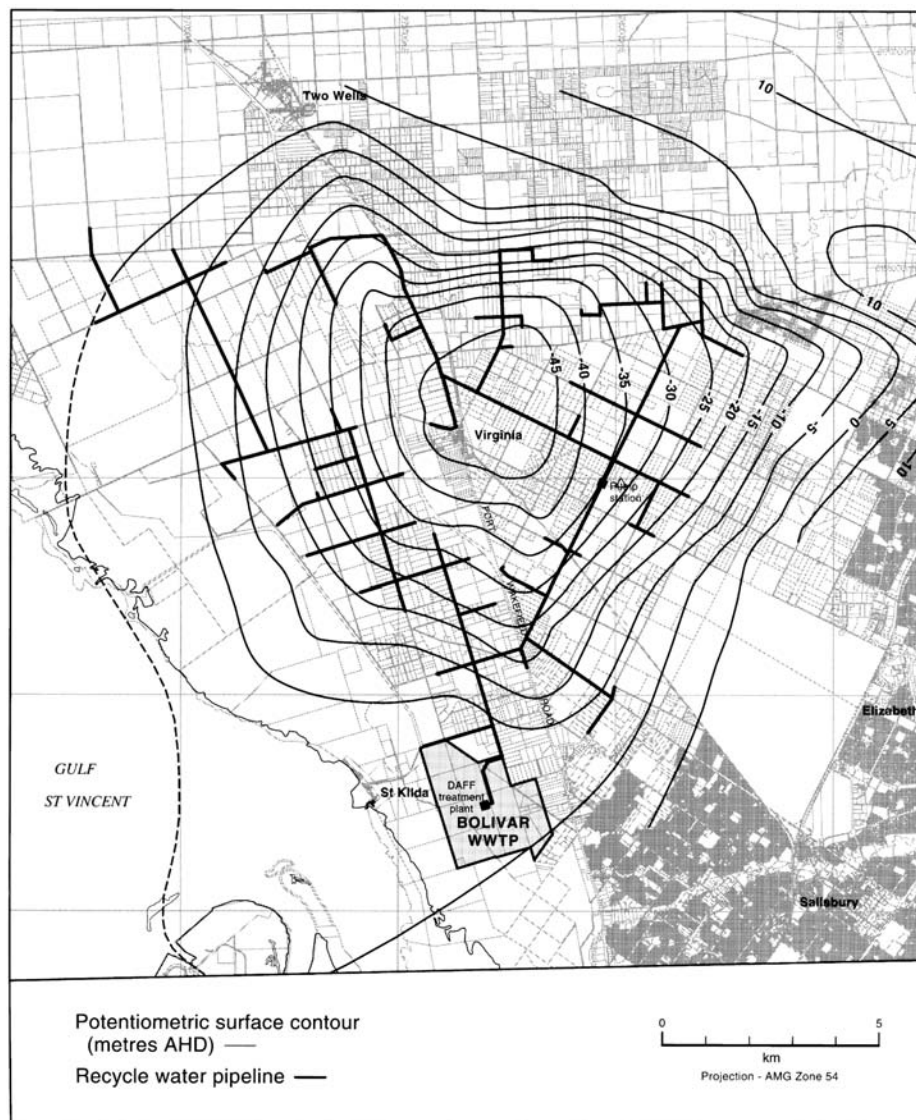 Two Wells
10
10
-45
-40
-35
-30
-25
-20
-15
-10
-5
0
5
10
Virginia
Pump
station
PORT
WAKEFIELD
ROAD
Elizabeth
GULF
ST VINCENT
St Kilda
DAFF
treatment
plant
BOLIVAR
WWTP
Salisbury
Potentiometric surface contour
(metres AHD)
Recycle water pipeline
0 5
km
Projection - AMG Zone 54